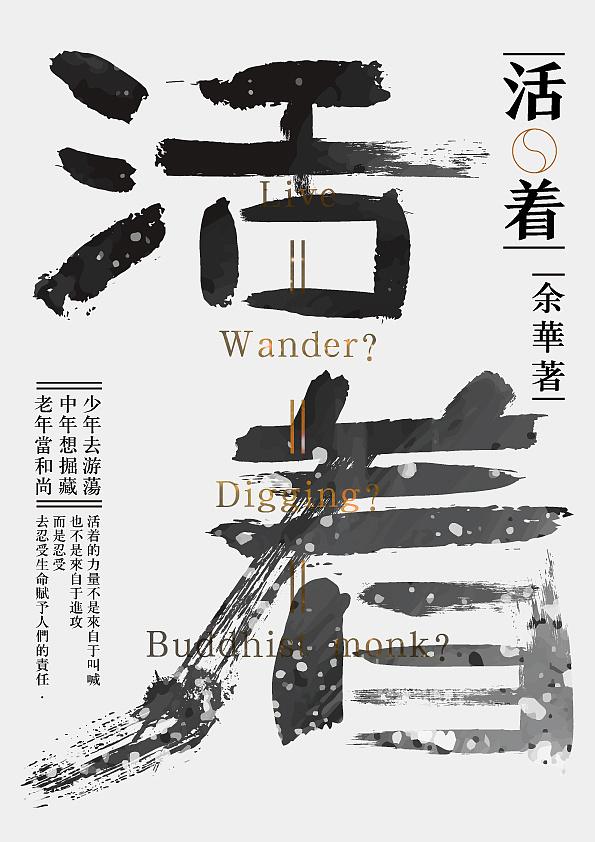 活着
活着
余華著
Live
||
Wander?
||
Digging?
||
Buddhist monk?
少年去游蕩
中年想掘藏
老年當和尚
活着的力量不是來自于叫喊
也不是來自于進攻
而是忍受
去忍受生命賦予人們的責任.